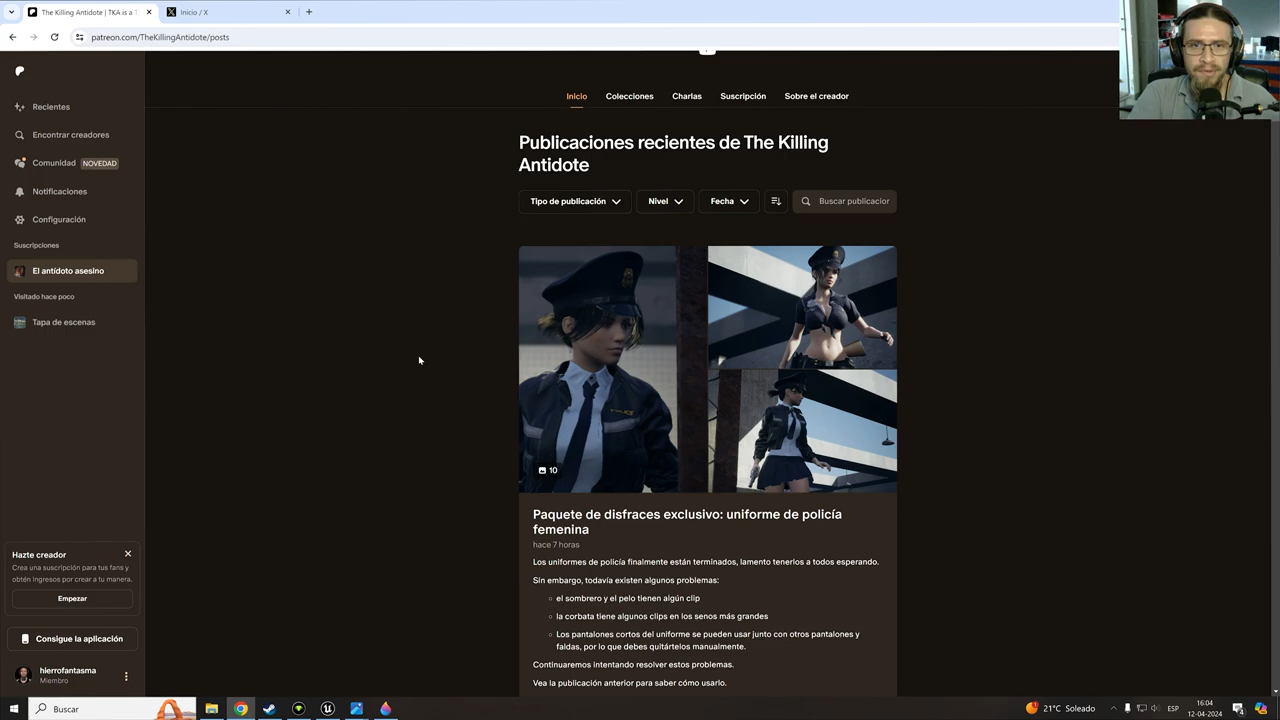 The Killing Antidote | TKA is a
Inicio / X
patreon.com/TheKillingAntidote/posts
Recientes
Encontrar creadores
Comunidad NOVEDAD
Notificaciones
Configuración
Suscripciones
El antídoto asesino
Visitado hace poco
Tapa de escenas
Hazte creador
Crea una suscripción para tus fans y
obtén ingresos por crear a tu manera.
Empezar
Consigue la aplicación
hierrofantasma
Miembro
Inicio Colecciones Charlas Suscripción Sobre el creador
Publicaciones recientes de The Killing
Antidote
Tipo de publicación Nivel Fecha Buscar publicacior
10
Paquete de disfraces exclusivo: uniforme de policía
femenina
hace 7 horas
Los uniformes de policía finalmente están terminados, lamento tenerlos a todos esperando.
Sin embargo, todavía existen algunos problemas:
el sombrero y el pelo tienen algún clip
la corbata tiene algunos clips en los senos más grandes
Los pantalones cortos del uniforme se pueden usar junto con otros pantalones y
faldas, por lo que debes quitártelos manualmente.
Continuaremos intentando resolver estos problemas.
Vea la publicación anterior para saber cómo usarlo.
Buscar
21°C Soleado
ESP
16:04
12-04-2024